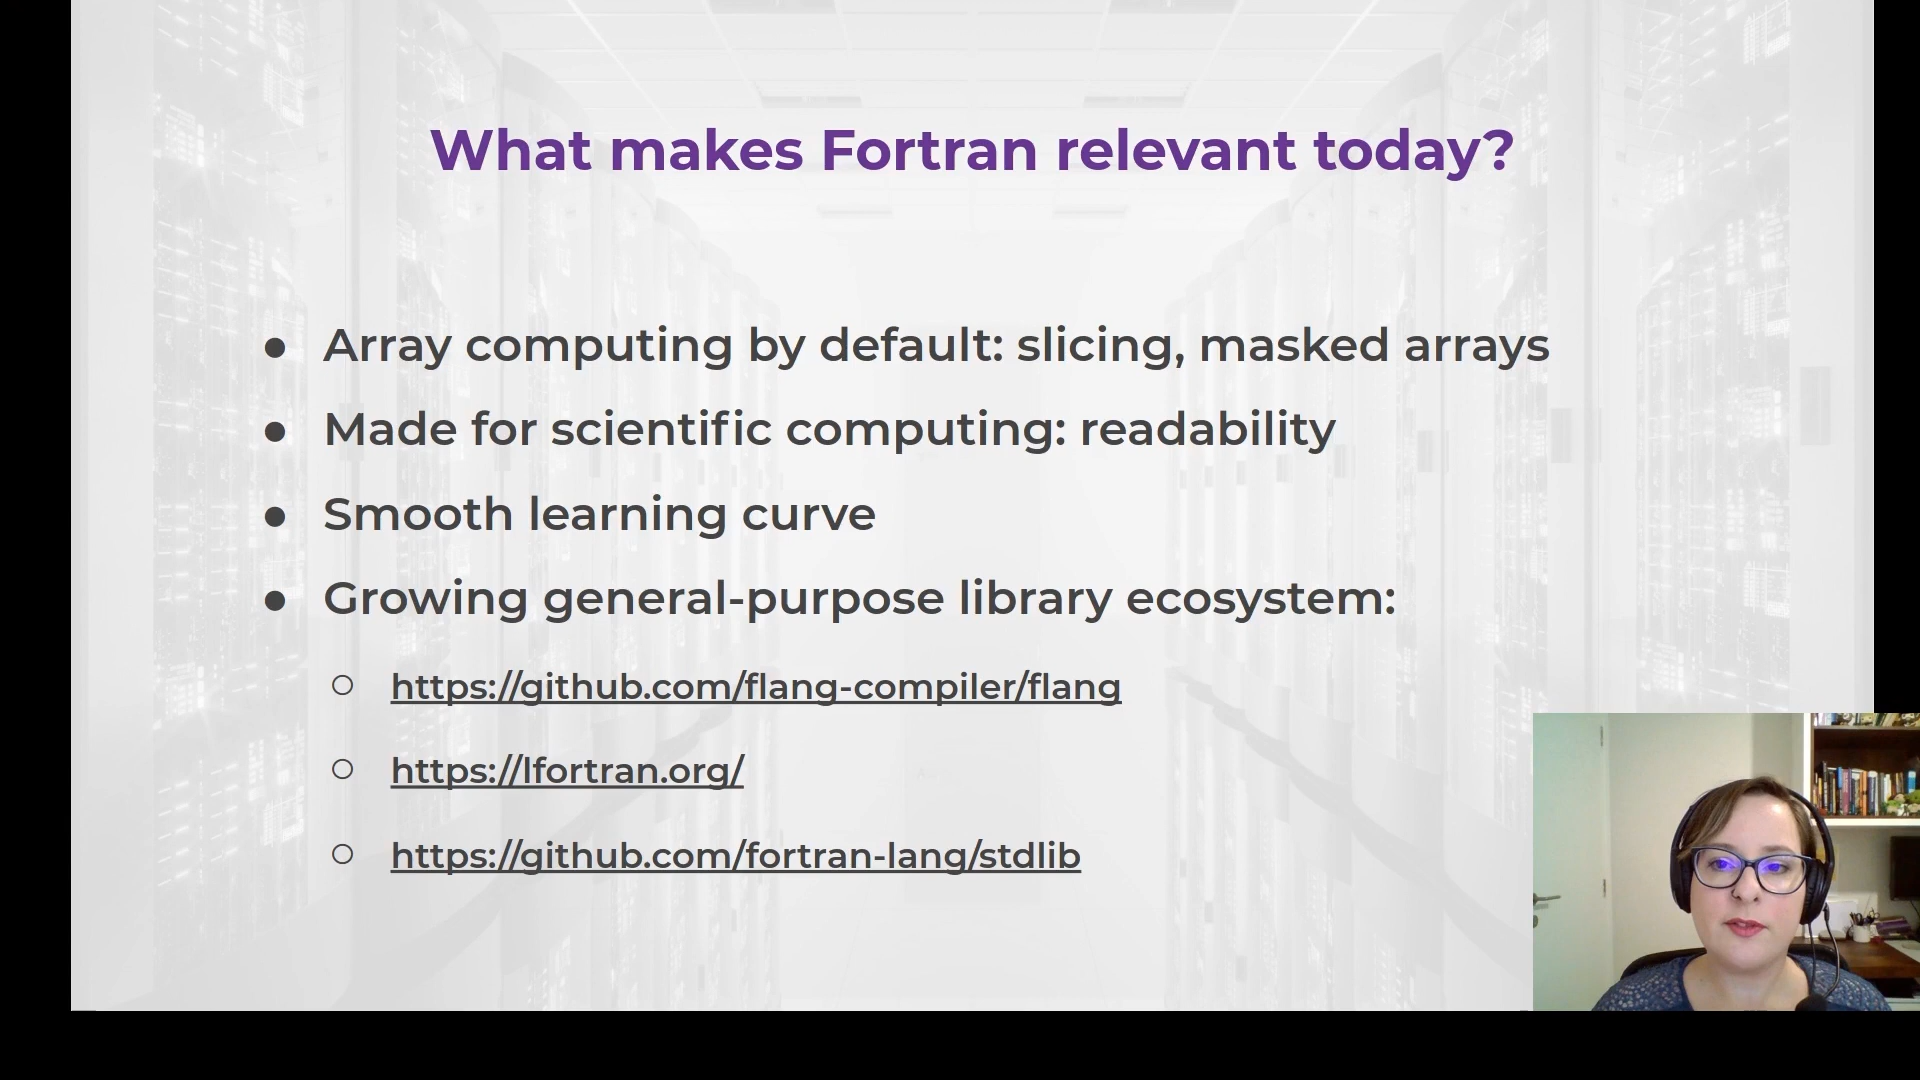 What makes Fortran relevant today?
● Array computing by default: slicing, masked arrays
● Made for scientific computing: readability
● Smooth learning curve
● Growing general-purpose library ecosystem:
○ https://github.com/flang-compiler/flang
○ https://lfortran.org/
○ https://github.com/fortran-lang/stdlib